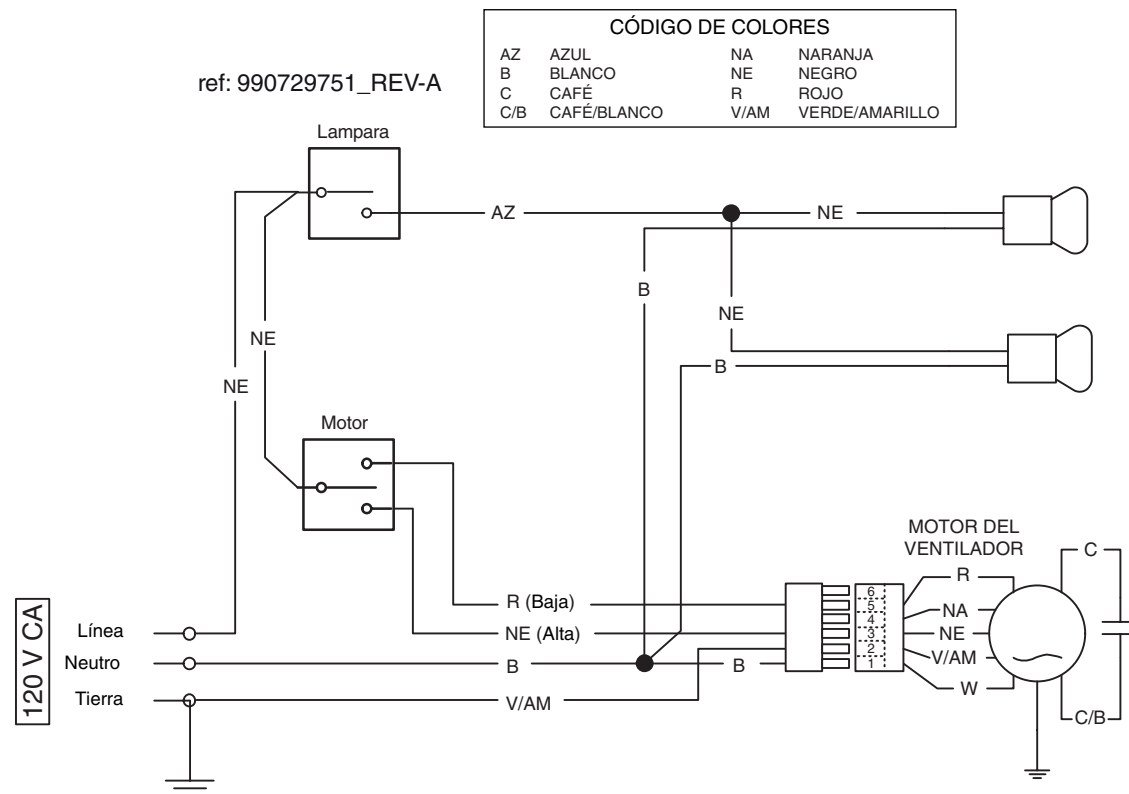 CÓDIGO DE COLORES
AZ AZUL NA NARANJA
B BLANCO NE NEGRO
C CAFÉ R ROJO
C/B CAFÉ/BLANCO V/AM VERDE/AMARILLO
ref: 990729751_REV-A
Lampara
AZ
NE
B
NE
NE
B
NE
Motor
MOTOR DEL
VENTILADOR
C
R
6
R (Baja)
5
NA
4
120 V CA
Línea
NE (Alta)
3
NE
Neutro
B
B
2
V/AM
1
Tierra
V/AM
W
C/B